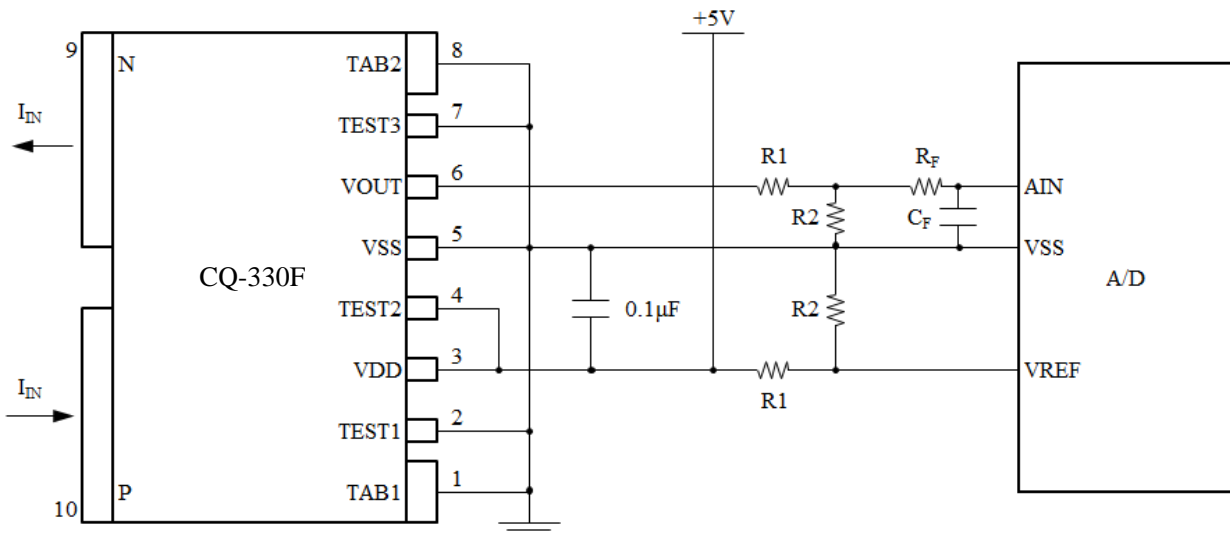 +5V
9
N
TAB2
8
I_IN
TEST3
7
R1
R_F
VOUT
6
AIN
R2
C_F
VSS
5
VSS
CQ-330F
A/D
TEST2
4
0.1μF
R2
VDD
3
VREF
I_IN
R1
TEST1
2
10
P
TAB1
1